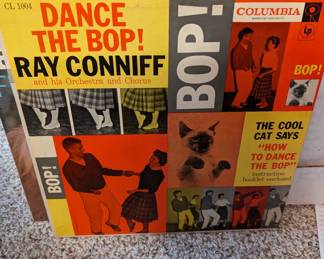 CL 1004
DANCE
THE BOP!
RAY CONNIFF
and his Orchestra and Chorus
BOP!
COLUMBIA
Lp
BOP!
THE COOL
CAT SAYS
"HOW TO
DANCE
THE BOP"
instruction
booklet enclosed
BOP!